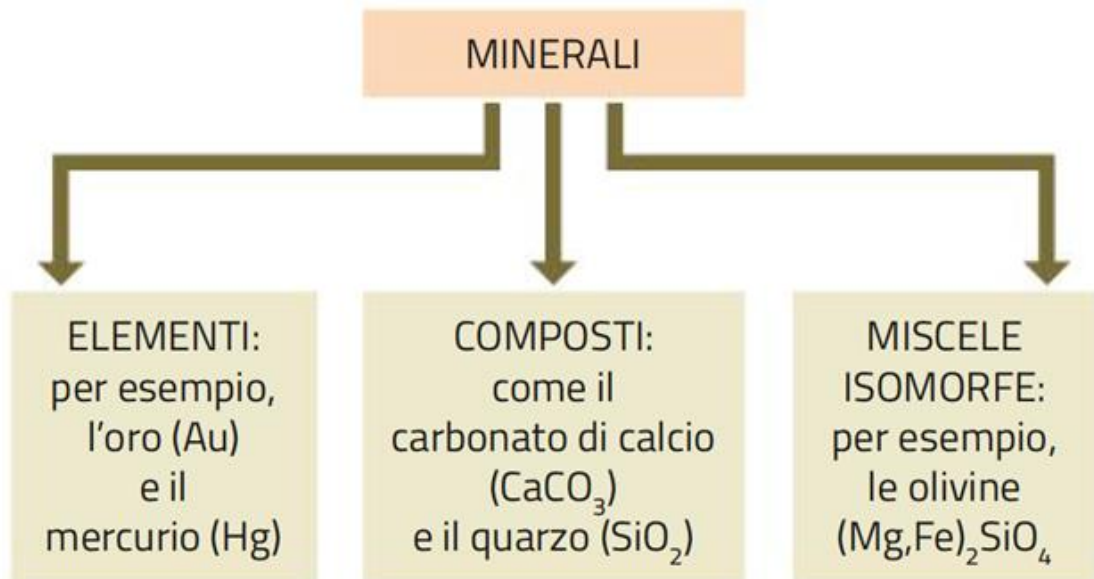 MINERALI
ELEMENTI:
per esempio,
l'oro (Au)
e il
mercurio (Hg)
COMPOSTI:
come il
carbonato di calcio
(CaCO₃)
e il quarzo (SiO₂)
MISCELE
ISOMORFE:
per esempio,
le olivine
(Mg,Fe)₂SiO₄